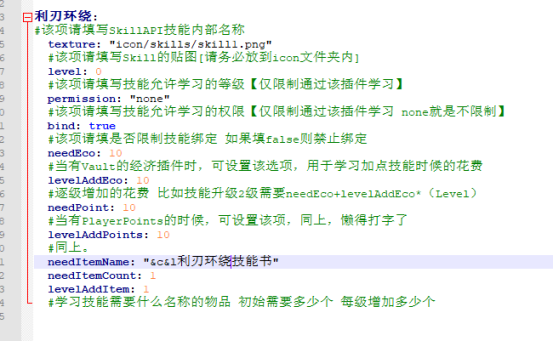 利刃环绕:
#该项请填写SkillAPI技能内部名称
texture: "icon/skills/skill1.png"
#该项请填写Skill的贴图[请务必放到icon文件夹内]
level: 0
#该项请填写技能允许学习的等级【仅限制通过该插件学习】
permission: "none"
#该项请填写技能允许学习的权限【仅限制通过该插件学习 none就是不限制】
bind: true
#该项请填是否限制技能绑定 如果填false则禁止绑定
needEco: 10
#当有Vault的经济插件时，可设置该选项，用于学习加点技能时候的花费
levelAddEco: 10
#逐级增加的花费 比如技能升级2级需要needEco+levelAddEco*（Level）
needPoint: 10
#当有PlayerPoints的时候，可设置该项，同上，懒得打字了
levelAddPoints: 10
#同上。
needItemName: "&c&l利刃环绕技能书"
needItemCount: 1
levelAddItem: 1
#学习技能需要什么名称的物品 初始需要多少个 每级增加多少个